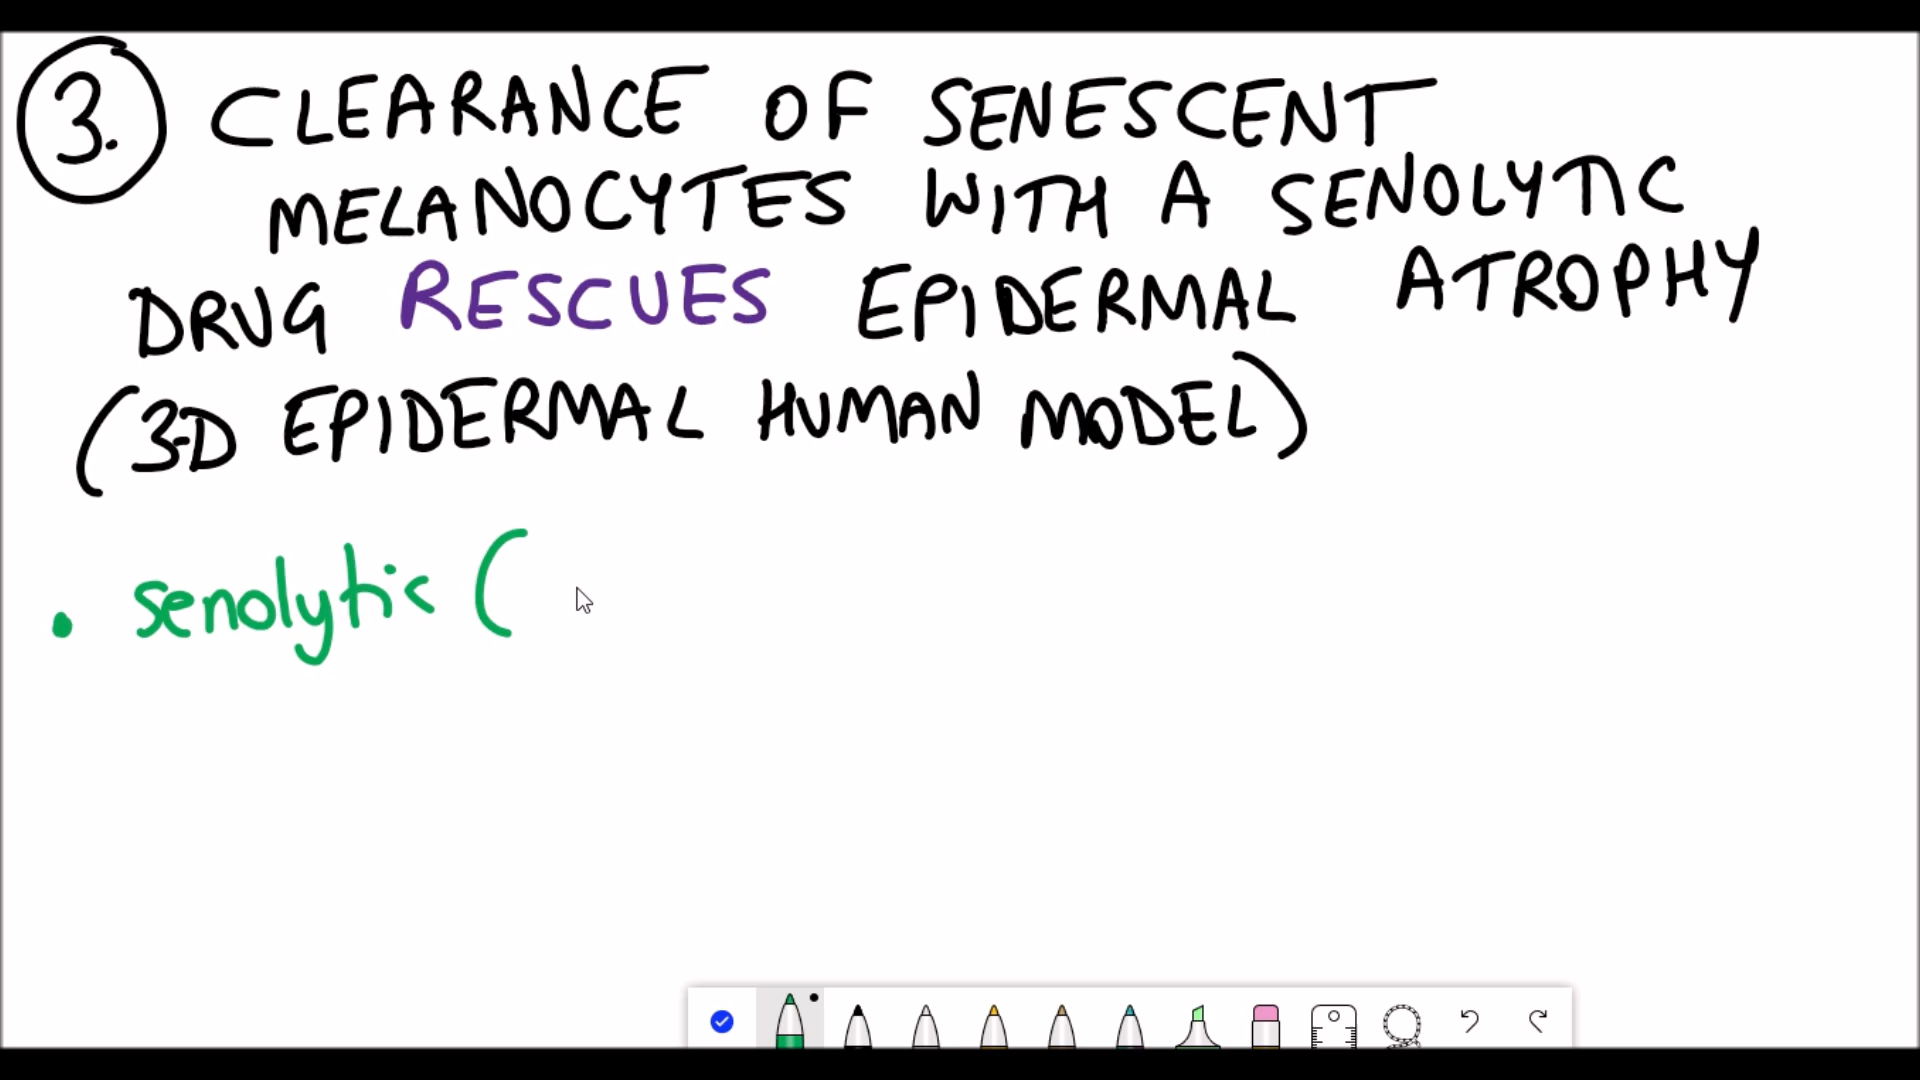 3. CLEARANCE OF SENESCENT
MELANOCYTES WITH A SENOLYTIC
DRUG RESCUES EPIDERMAL ATROPHY
(3-D EPIDERMAL HUMAN MODEL)
• senolytic (